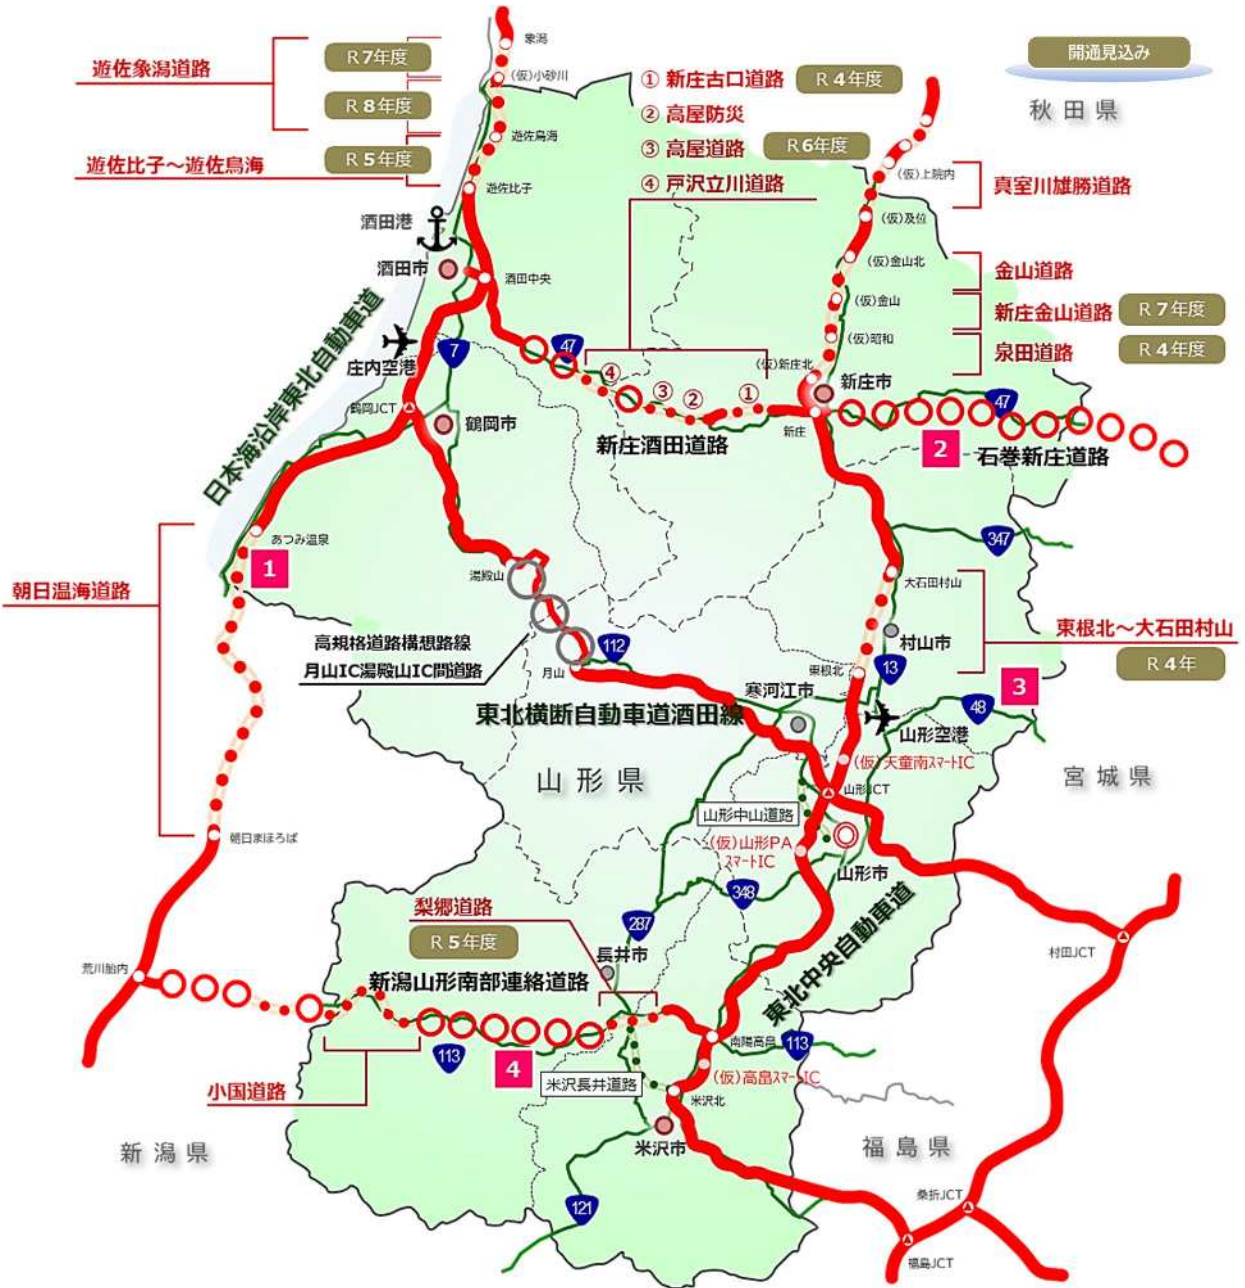 象潟
遊佐象潟道路
R7年度
(仮)小砂川
R8年度
遊佐鳥海
遊佐比子～遊佐鳥海
R5年度
遊佐比子
① 新庄古口道路
R4年度
② 高屋防災
③ 高屋道路
R6年度
④ 戸沢立川道路
開通見込み
秋田県
(仮)上院内
真室川雄勝道路
(仮)及位
(仮)金山北
金山道路
(仮)金山
新庄金山道路
R7年度
(仮)昭和
泉田道路
R4年度
酒田港
酒田市
酒田中央
日本海沿岸東北自動車道
庄内空港
7
47
④
③
②
①
(仮)新庄北
新庄市
47
鶴岡JCT
鶴岡市
新庄酒田道路
新庄
2
石巻新庄道路
あつみ温泉
1
朝日温海道路
湯殿山
347
大石田村山
高規格道路構想路線
月山IC湯殿山IC間道路
112
月山
村山市
東根北～大石田村山
R4年
13
東根北
3
寒河江市
48
東北横断自動車道酒田線
山形空港
山形県
(仮)天童南スマートIC
宮城県
山形JCT
山形中山道路
朝日まほろば
(仮)山形PA
スマートIC
山形市
348
梨郷道路
R5年度
287
長井市
東北中央自動車道
村田JCT
荒川胎内
新潟山形南部連絡道路
南陽高畠
113
113
4
米沢長井道路
(仮)高畠スマートIC
小国道路
米沢北
米沢市
新潟県
福島県
121
桑折JCT
福島JCT